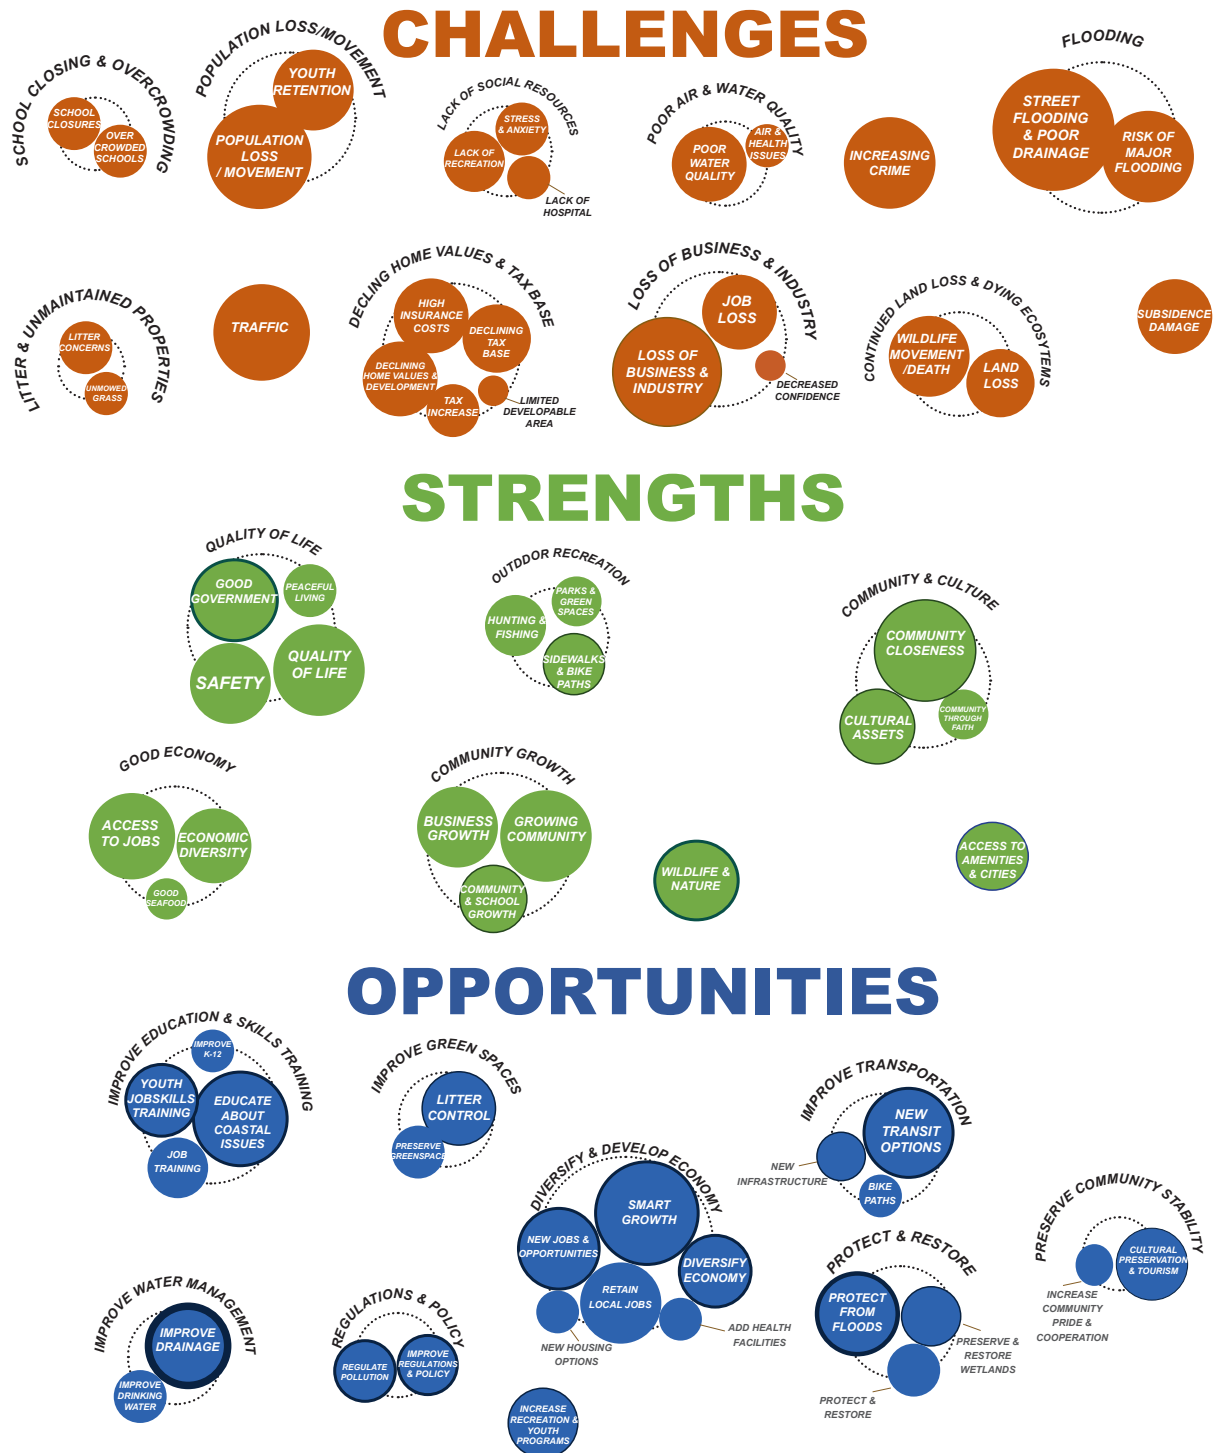 CHALLENGES
SCHOOL CLOSING & OVERCROWDING
SCHOOL
CLOSURES
OVER
CROWDED
SCHOOLS
POPULATION LOSS/MOVEMENT
YOUTH
RETENTION
POPULATION
LOSS
/ MOVEMENT
LACK OF SOCIAL RESOURCES
STRESS
& ANXIETY
LACK OF
RECREATION
LACK OF
HOSPITAL
POOR AIR & WATER QUALITY
AIR &
HEALTH
ISSUES
POOR
WATER
QUALITY
INCREASING
CRIME
FLOODING
STREET
FLOODING
& POOR
DRAINAGE
RISK OF
MAJOR
FLOODING
LITTER & UNMAINTAINED PROPERTIES
LITTER
CONCERNS
UNMOWED
GRASS
TRAFFIC
DECLING HOME VALUES & TAX BASE
HIGH
INSURANCE
COSTS
DECLINING
TAX
BASE
DECLINING
HOME VALUES &
DEVELOPMENT
TAX
INCREASE
LIMITED
DEVELOPABLE
AREA
LOSS OF BUSINESS & INDUSTRY
JOB
LOSS
LOSS OF
BUSINESS &
INDUSTRY
DECREASED
CONFIDENCE
CONTINUED LAND LOSS & DYING ECOSYTEMS
WILDLIFE
MOVEMENT
/DEATH
LAND
LOSS
SUBSIDENCE
DAMAGE
STRENGTHS
QUALITY OF LIFE
GOOD
GOVERNMENT
PEACEFUL
LIVING
SAFETY
QUALITY
OF LIFE
OUTDDOR RECREATION
PARKS &
GREEN
SPACES
HUNTING &
FISHING
SIDEWALKS
& BIKE
PATHS
COMMUNITY & CULTURE
COMMUNITY
CLOSENESS
CULTURAL
ASSETS
COMMUNITY
THROUGH
FAITH
GOOD ECONOMY
ACCESS
TO JOBS
ECONOMIC
DIVERSITY
GOOD
SEAFOOD
COMMUNITY GROWTH
BUSINESS
GROWTH
GROWING
COMMUNITY
COMMUNITY
& SCHOOL
GROWTH
WILDLIFE &
NATURE
ACCESS TO
AMENITIES
& CITIES
OPPORTUNITIES
IMPROVE EDUCATION & SKILLS TRAINING
IMPROVE
K-12
YOUTH
JOBSKILLS
TRAINING
EDUCATE
ABOUT
COASTAL
ISSUES
JOB
TRAINING
IMPROVE GREEN SPACES
LITTER
CONTROL
PRESERVE
GREENSPACE
DIVERSIFY & DEVELOP ECONOMY
SMART
GROWTH
NEW JOBS &
OPPORTUNITIES
DIVERSIFY
ECONOMY
RETAIN
LOCAL JOBS
NEW HOUSING
OPTIONS
ADD HEALTH
FACILITIES
IMPROVE TRANSPORTATION
NEW
TRANSIT
OPTIONS
NEW
INFRASTRUCTURE
BIKE
PATHS
PRESERVE COMMUNITY STABILITY
CULTURAL
PRESERVATION
& TOURISM
INCREASE
COMMUNITY
PRIDE &
COOPERATION
PROTECT & RESTORE
PROTECT
FROM
FLOODS
PRESERVE &
RESTORE
WETLANDS
PROTECT &
RESTORE
IMPROVE WATER MANAGEMENT
IMPROVE
DRAINAGE
IMPROVE
DRINKING
WATER
REGULATIONS & POLICY
REGULATE
POLLUTION
IMPROVE
REGULATIONS
& POLICY
INCREASE
RECREATION &
YOUTH
PROGRAMS